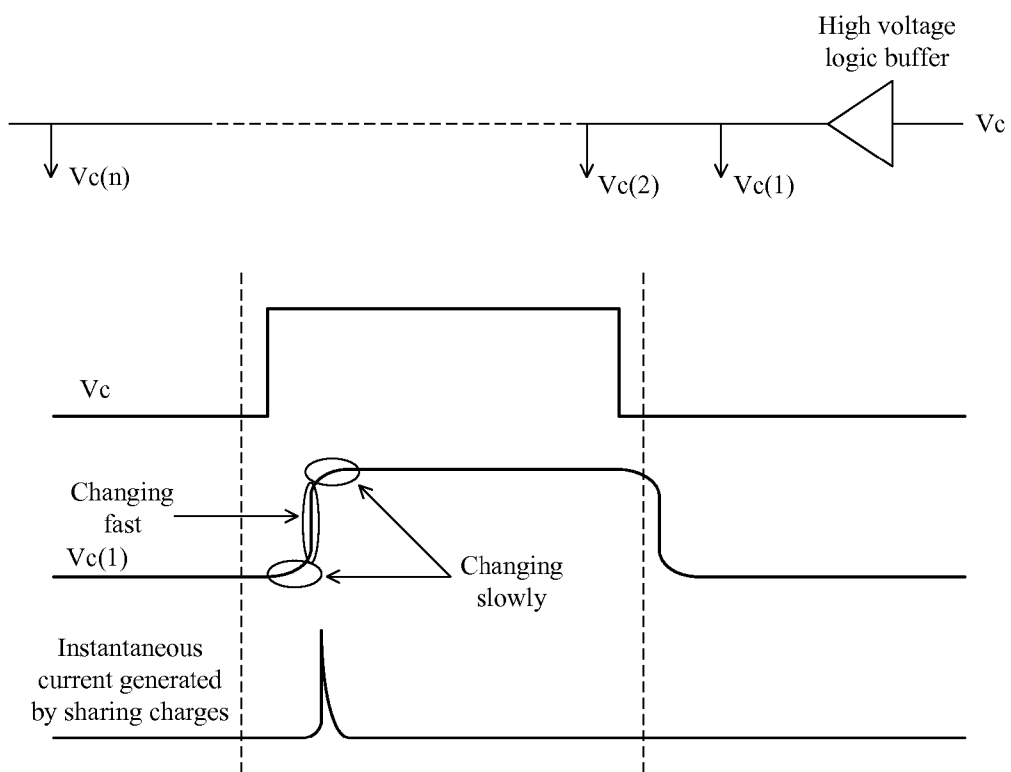 High voltage
logic buffer
Vc
Vc(n)
Vc(2)
Vc(1)
Vc
Changing
fast
Vc(1)
Changing
slowly
Instantaneous
current generated
by sharing charges